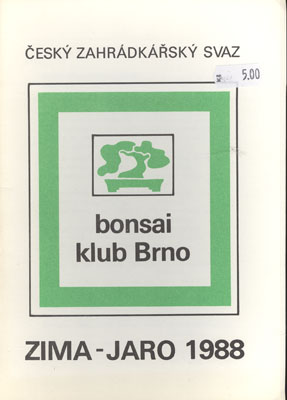 ČESKÝ ZAHRÁDKÁŘSKÝ SVAZ
5.00
bonsai
klub Brno
ZIMA-JARO 1988